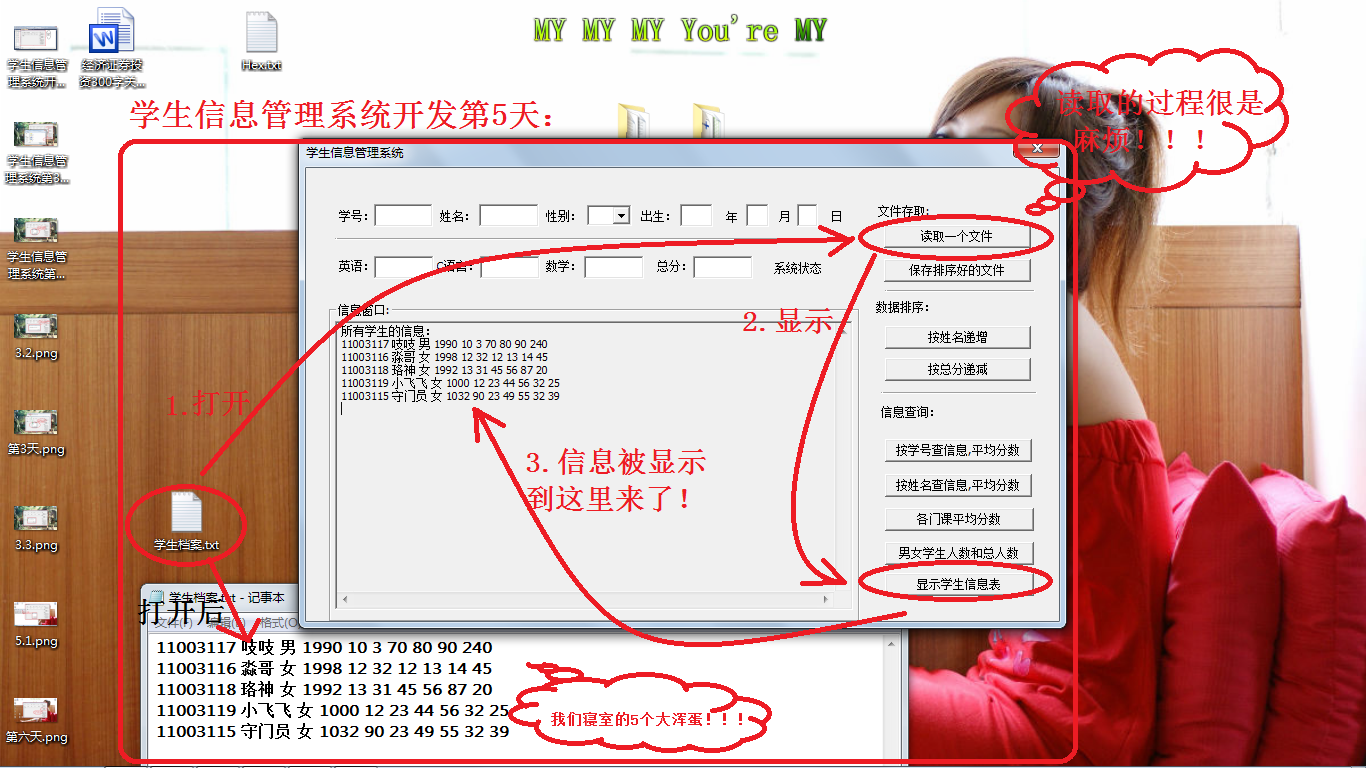 MY MY MY You're MY
学生信息管
理系统开...
经济证券投
资300字关...
Hex.txt
学生信息管理系统开发第5天：
读取的过程很是
麻烦！！！
学生信息管
理系统第3...
学生信息管
理系统第...
3.2.png
第3天.png
3.3.png
5.1.png
第六天.png
学生档案.txt
1.打开
打开后
学生信息管理系统
学号：
姓名：
性别：
出生：
年
月
日
英语：
C语言：
数学：
总分：
系统状态
文件存取：
读取一个文件
保存排序好的文件
数据排序：
按姓名递增
按总分递减
信息查询：
按学号查信息,平均分数
按姓名查信息,平均分数
各门课平均分数
男女学生人数和总人数
显示学生信息表
信息窗口：
所有学生的信息：
11003117 吱吱 男 1990 10 3 70 80 90 240
11003116 淼哥 女 1998 12 32 12 13 14 45
11003118 珞神 女 1992 13 31 45 56 87 20
11003119 小飞飞 女 1000 12 23 44 56 32 25
11003115 守门员 女 1032 90 23 49 55 32 39
2.显示
3.信息被显示
到这里来了！
学生档案.txt - 记事本
文件(F) 编辑(E) 格式(O
11003117 吱吱 男 1990 10 3 70 80 90 240
11003116 淼哥 女 1998 12 32 12 13 14 45
11003118 珞神 女 1992 13 31 45 56 87 20
11003119 小飞飞 女 1000 12 23 44 56 32 25
11003115 守门员 女 1032 90 23 49 55 32 39
我们寝室的5个大浑蛋！！！